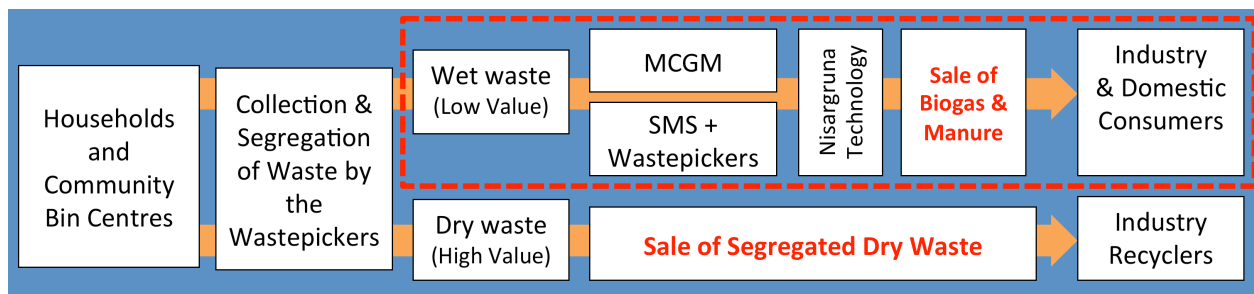 Households
and
Community
Bin Centres
Collection &
Segregation
of Waste by
the
Wastepickers
Wet waste
(Low Value)
MCGM
SMS +
Wastepickers
Nisargruna
Technology
Sale of
Biogas &
Manure
Industry
& Domestic
Consumers
Dry waste
(High Value)
Sale of Segregated Dry Waste
Industry
Recyclers